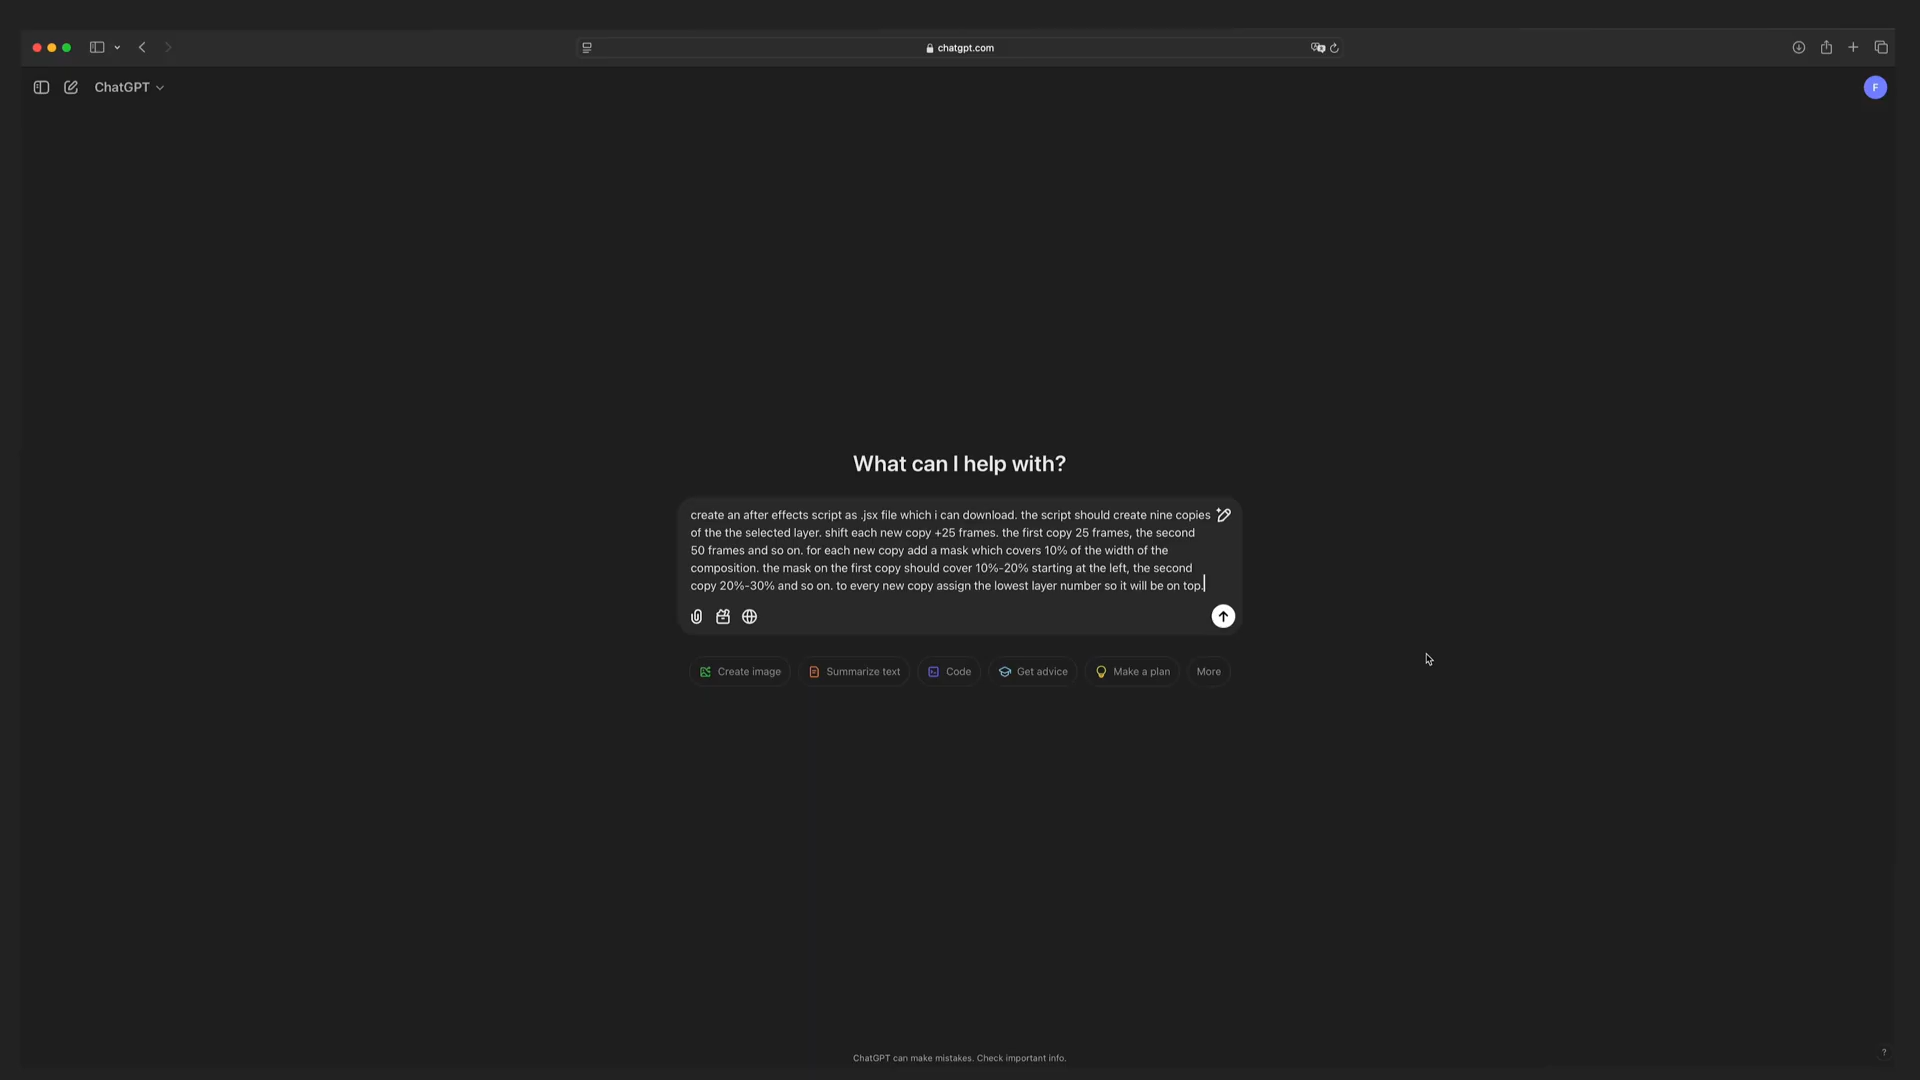 chatgpt.com
ChatGPT
F
What can I help with?
create an after effects script as .jsx file which i can download. the script should create nine copies
of the the selected layer. shift each new copy +25 frames. the first copy 25 frames, the second
50 frames and so on. for each new copy add a mask which covers 10% of the width of the
composition. the mask on the first copy should cover 10%-20% starting at the left, the second
copy 20%-30% and so on. to every new copy assign the lowest layer number so it will be on top.
Create image
Summarize text
Code
Get advice
Make a plan
More
ChatGPT can make mistakes. Check important info.
?